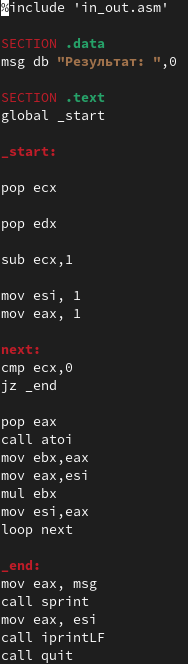 %include 'in_out.asm'
SECTION .data
msg db "Результат: ",0
SECTION .text
global _start
_start:
pop ecx
pop edx
sub ecx,1
mov esi, 1
mov eax, 1
next:
cmp ecx,0
jz _end
pop eax
call atoi
mov ebx,eax
mov eax,esi
mul ebx
mov esi,eax
loop next
_end:
mov eax, msg
call sprint
mov eax, esi
call iprintLF
call quit